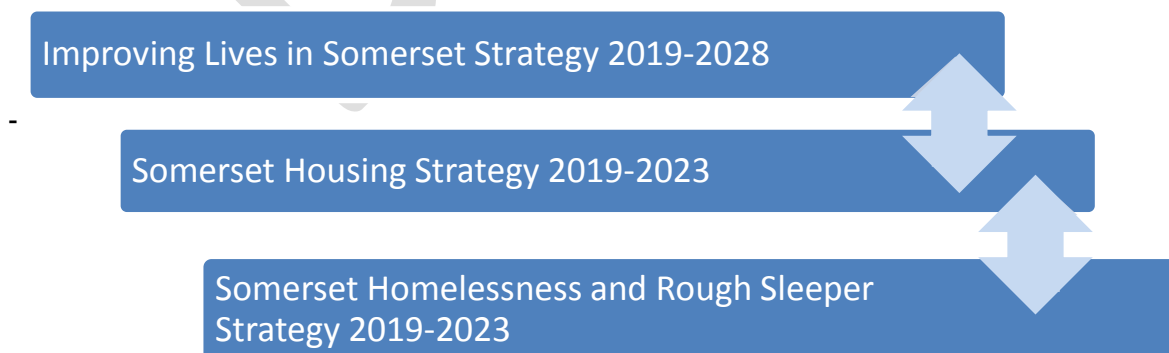 Improving Lives in Somerset Strategy 2019-2028
-
Somerset Housing Strategy 2019-2023
Somerset Homelessness and Rough Sleeper
Strategy 2019-2023